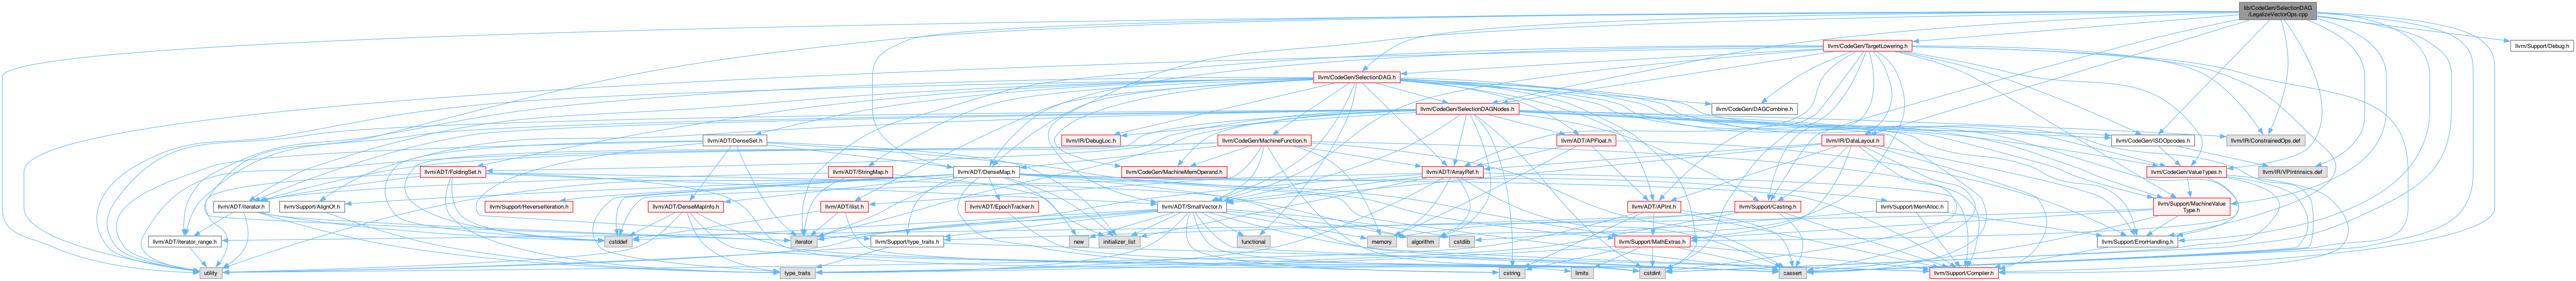 lib/CodeGen/SelectionDAG
/LegalizeVectorOps.cpp
llvm/CodeGen/TargetLowering.h
llvm/Support/Debug.h
llvm/CodeGen/SelectionDAG.h
llvm/CodeGen/SelectionDAGNodes.h
llvm/CodeGen/DAGCombine.h
llvm/ADT/DenseSet.h
llvm/IR/DebugLoc.h
llvm/CodeGen/MachineFunction.h
llvm/ADT/APFloat.h
llvm/IR/DataLayout.h
llvm/CodeGen/ISDOpcodes.h
llvm/IR/ConstrainedOps.def
llvm/ADT/FoldingSet.h
llvm/ADT/StringMap.h
llvm/ADT/DenseMap.h
llvm/CodeGen/MachineMemOperand.h
llvm/ADT/ArrayRef.h
llvm/CodeGen/ValueTypes.h
llvm/IR/VPIntrinsics.def
llvm/ADT/iterator.h
llvm/Support/AlignOf.h
llvm/Support/ReverseIteration.h
llvm/ADT/DenseMapInfo.h
llvm/ADT/ilist.h
llvm/ADT/EpochTracker.h
llvm/ADT/SmallVector.h
llvm/ADT/APInt.h
llvm/Support/Casting.h
llvm/Support/MemAlloc.h
llvm/Support/MachineValue
Type.h
llvm/ADT/iterator_range.h
cstddef
iterator
llvm/Support/type_traits.h
new
initializer_list
functional
memory
algorithm
cstdlib
llvm/Support/MathExtras.h
llvm/Support/ErrorHandling.h
utility
type_traits
cstring
limits
cstdint
cassert
llvm/Support/Compiler.h